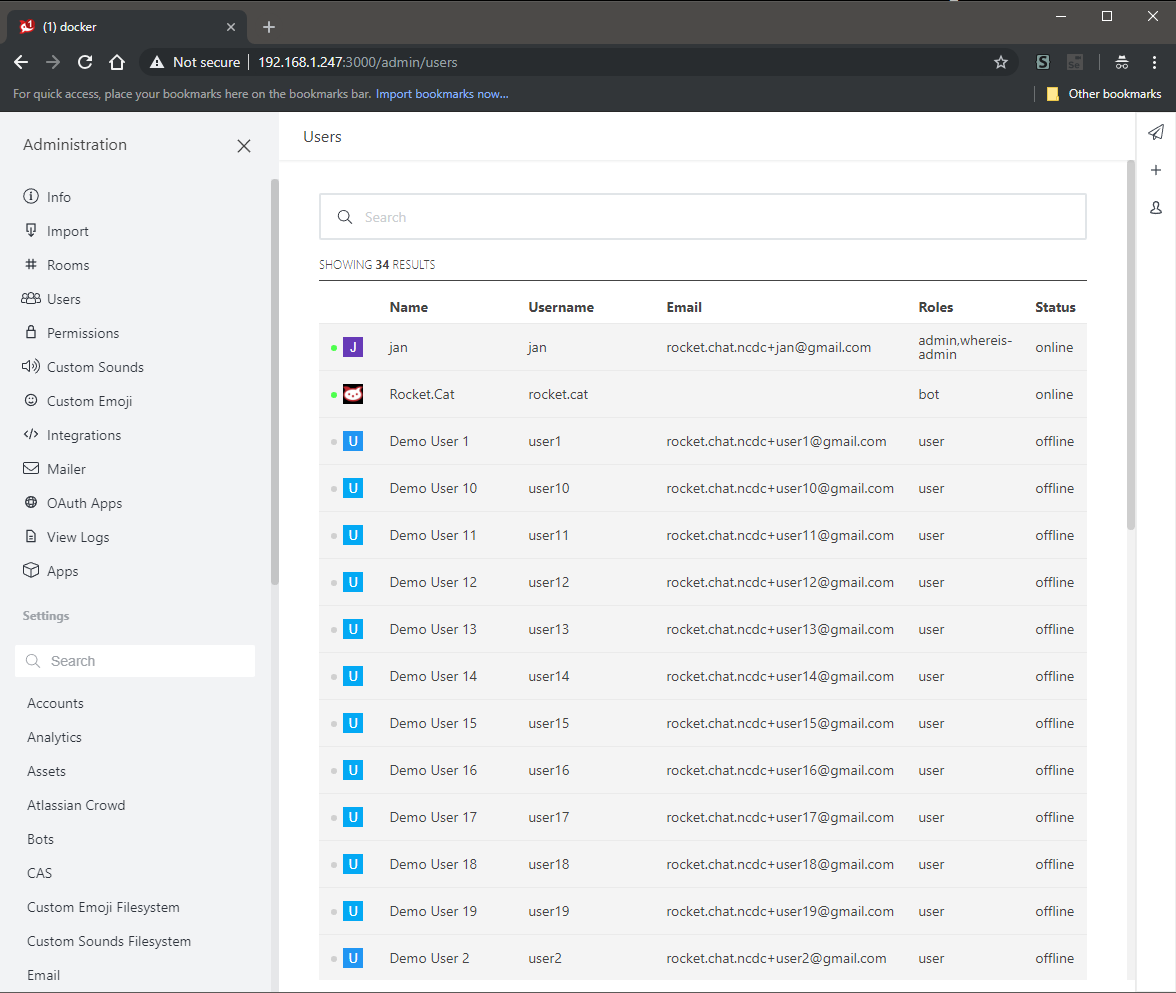 (1) docker
Not secure 192.168.1.247:3000/admin/users
For quick access, place your bookmarks here on the bookmarks bar. Import bookmarks now...
Other bookmarks
Administration
Info
Import
Rooms
Users
Permissions
Custom Sounds
Custom Emoji
Integrations
Mailer
OAuth Apps
View Logs
Apps
Settings
Search
Accounts
Analytics
Assets
Atlassian Crowd
Bots
CAS
Custom Emoji Filesystem
Custom Sounds Filesystem
Email
Users
Search
SHOWING 34 RESULTS
Name Username Email Roles Status
J jan jan rocket.chat.ncdc+jan@gmail.com admin,whereis-admin online
Rocket.Cat rocket.cat bot online
U Demo User 1 user1 rocket.chat.ncdc+user1@gmail.com user offline
U Demo User 10 user10 rocket.chat.ncdc+user10@gmail.com user offline
U Demo User 11 user11 rocket.chat.ncdc+user11@gmail.com user offline
U Demo User 12 user12 rocket.chat.ncdc+user12@gmail.com user offline
U Demo User 13 user13 rocket.chat.ncdc+user13@gmail.com user offline
U Demo User 14 user14 rocket.chat.ncdc+user14@gmail.com user offline
U Demo User 15 user15 rocket.chat.ncdc+user15@gmail.com user offline
U Demo User 16 user16 rocket.chat.ncdc+user16@gmail.com user offline
U Demo User 17 user17 rocket.chat.ncdc+user17@gmail.com user offline
U Demo User 18 user18 rocket.chat.ncdc+user18@gmail.com user offline
U Demo User 19 user19 rocket.chat.ncdc+user19@gmail.com user offline
U Demo User 2 user2 rocket.chat.ncdc+user2@gmail.com user offline